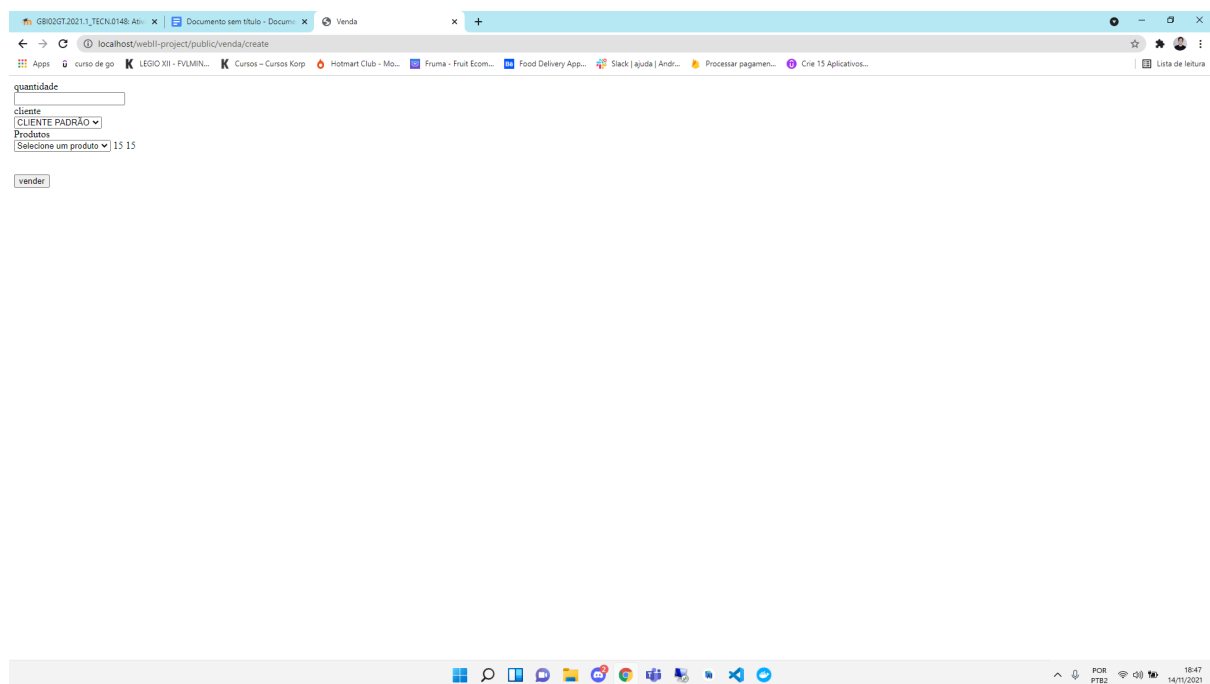 GBI02GT.2021.1_TECN.0148: Ativ
Documento sem título - Docume
Venda
localhost/webII-project/public/venda/create
Apps
curso de go
LEGIO XII - FVLMIN...
Cursos – Cursos Korp
Hotmart Club - Mo...
Fruma - Fruit Ecom...
Food Delivery App...
Slack | ajuda | Andr...
Processar pagamen...
Crie 15 Aplicativos...
Lista de leitura
quantidade
cliente
CLIENTE PADRÃO
Produtos
Selecione um produto 15 15
vender
2
POR
PTB2
18:47
14/11/2021